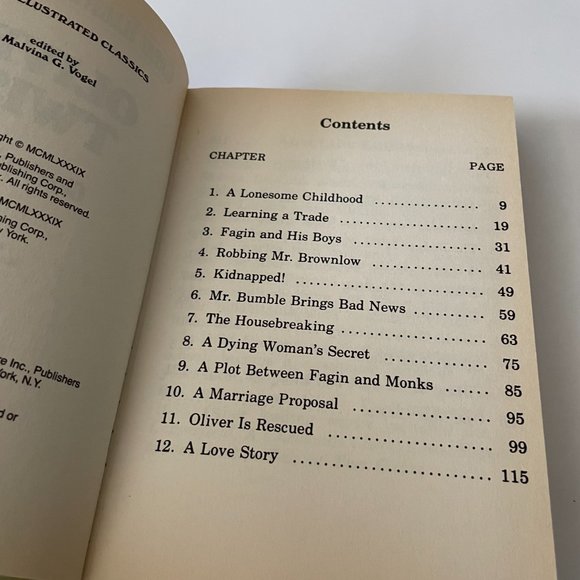 ILLUSTRATED CLASSICS
edited by
Malvina G. Vogel
© MCMLXXXIX
Publishers and
Publishing Corp.,
All rights reserved.
MCMLXXXIX
Corp.,
York.
Inc., Publishers
York, N.Y.
or
Contents
CHAPTER PAGE
1. A Lonesome Childhood .................. 9
2. Learning a Trade .................. 19
3. Fagin and His Boys .................. 31
4. Robbing Mr. Brownlow .................. 41
5. Kidnapped! .................. 49
6. Mr. Bumble Brings Bad News .................. 59
7. The Housebreaking .................. 63
8. A Dying Woman's Secret .................. 75
9. A Plot Between Fagin and Monks .................. 85
10. A Marriage Proposal .................. 95
11. Oliver Is Rescued .................. 99
12. A Love Story .................. 115